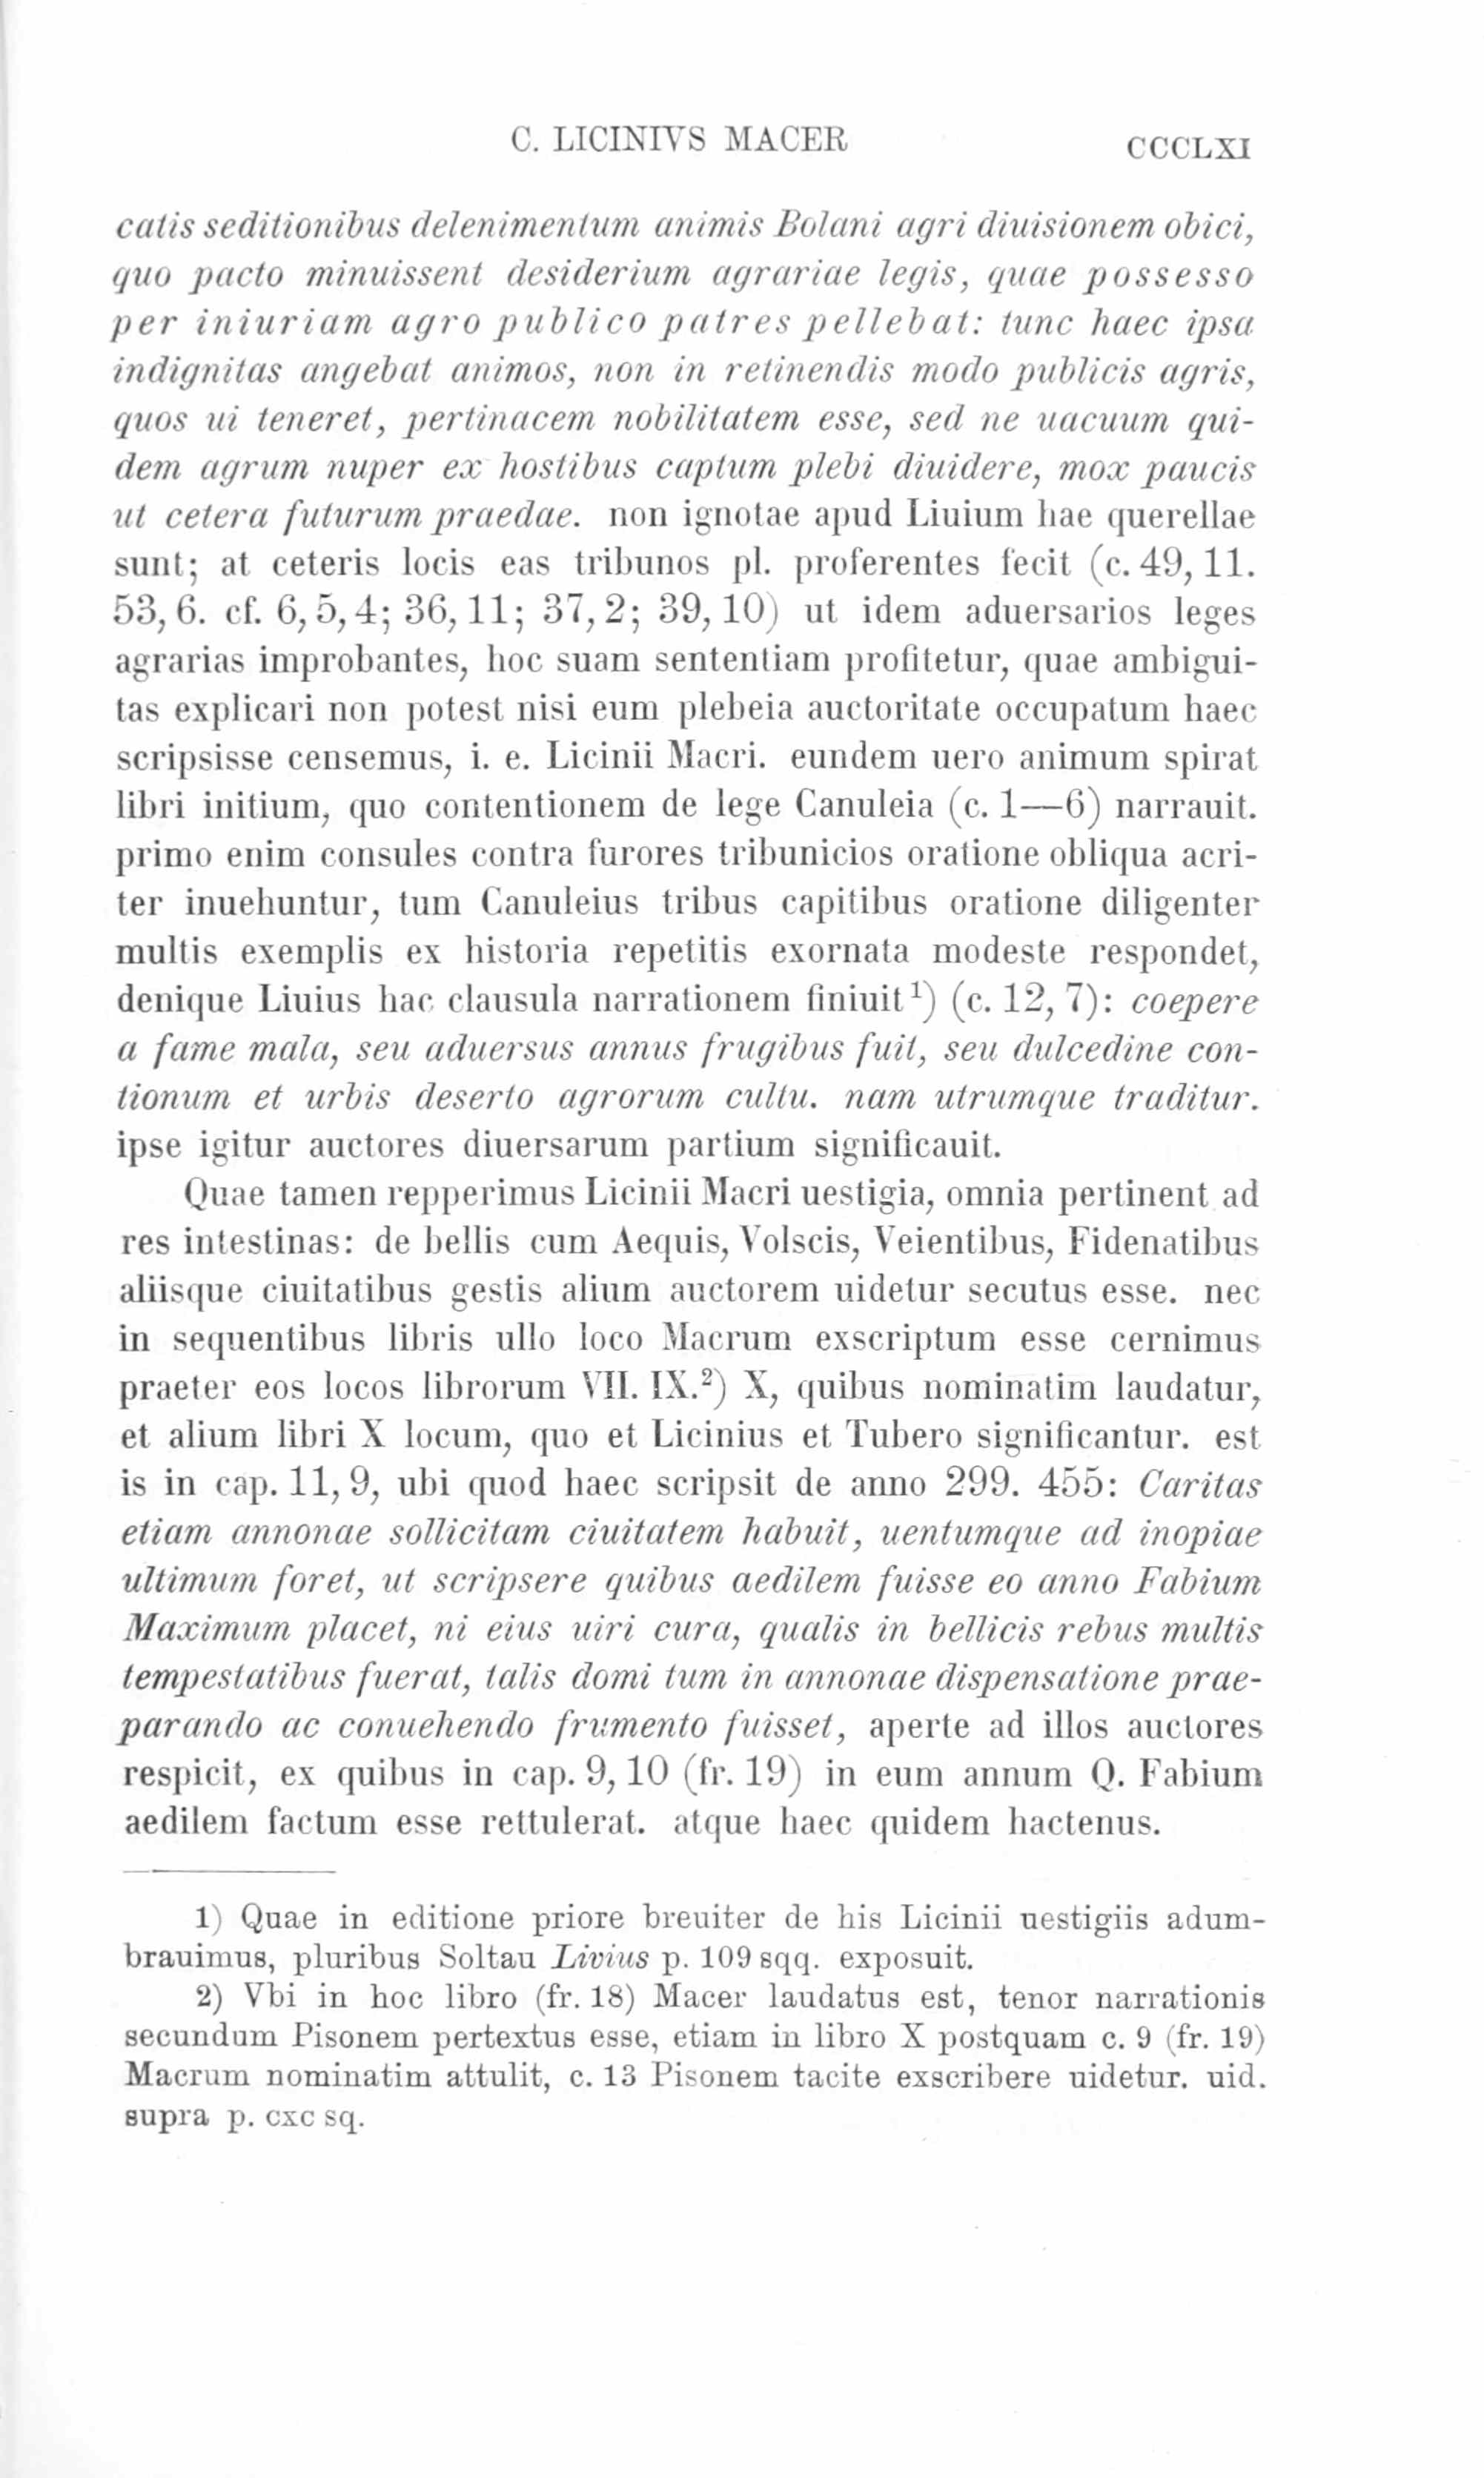 C. LICINIVS MACER CCCLXI
catis seditionibus delenimentum animis Bolani agri diuisionem obici,
quo pacto minuissent desiderium agrariae legis, quae possesso
per iniuriam agro publico patres pellebat: tunc haec ipsa
indignitas angebat animos, non in retinendis modo publicis agris,
quos ui teneret, pertinacem nobilitatem esse, sed ne uacuum qui-
dem agrum nuper ex hostibus captum plebi diuidere, mox paucis
ut cetera futurum praedae. non ignotae apud Liuium hae querellae
sunt; at ceteris locis eas tribunos pl. proferentes fecit (c. 49, 11.
53, 6. cf. 6, 5, 4; 36, 11; 37, 2; 39, 10) ut idem aduersarios leges
agrarias improbantes, hoc suam sententiam profitetur, quae ambigui-
tas explicari non potest nisi eum plebeia auctoritate occupatum haec
scripsisse censemus, i. e. Licinii Macri. eundem uero animum spirat
libri initium, quo contentionem de lege Canuleia (c. 1—6) narrauit.
primo enim consules contra furores tribunicios oratione obliqua acri-
ter inuehuntur, tum Canuleius tribus capitibus oratione diligenter
multis exemplis ex historia repetitis exornata modeste respondet,
denique Liuius hac clausula narrationem finiuit¹) (c. 12, 7): coepere
a fame mala, seu aduersus annus frugibus fuit, seu dulcedine con-
tionum et urbis deserto agrorum cultu. nam utrumque traditur.
ipse igitur auctores diuersarum partium significauit.
Quae tamen repperimus Licinii Macri uestigia, omnia pertinent ad
res intestinas: de bellis cum Aequis, Volscis, Veientibus, Fidenatibus
aliisque ciuitatibus gestis alium auctorem uidetur secutus esse. nec
in sequentibus libris ullo loco Macrum exscriptum esse cernimus
praeter eos locos librorum VII. IX.²) X, quibus nominatim laudatur,
et alium libri X locum, quo et Licinius et Tubero significantur. est
is in cap. 11, 9, ubi quod haec scripsit de anno 299. 455: Caritas
etiam annonae sollicitam ciuitatem habuit, uentumque ad inopiae
ultimum foret, ut scripsere quibus aedilem fuisse eo anno Fabium
Maximum placet, ni eius uiri cura, qualis in bellicis rebus multis
tempestatibus fuerat, talis domi tum in annonae dispensatione prae-
parando ac conuehendo frumento fuisset, aperte ad illos auctores
respicit, ex quibus in cap. 9, 10 (fr. 19) in eum annum Q. Fabium
aedilem factum esse rettulerat. atque haec quidem hactenus.
1) Quae in editione priore breuiter de his Licinii uestigiis adum-
brauimus, pluribus Soltau Livius p. 109 sqq. exposuit.
2) Vbi in hoc libro (fr. 18) Macer laudatus est, tenor narrationis
secundum Pisonem pertextus esse, etiam in libro X postquam c. 9 (fr. 19)
Macrum nominatim attulit, c. 13 Pisonem tacite exscribere uidetur. uid.
supra p. cxc sq.